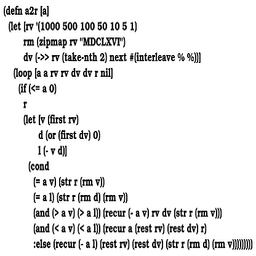 (defn a2r [a]
(let [rv '(1000 500 100 50 10 5 1)
rm (zipmap rv "MDCLXVI")
dv (->> rv (take-nth 2) next #(interleave % %))]
(loop [a a rv rv dv dv r nil]
(if (<= a 0)
r
(let [v (first rv)
d (or (first dv) 0)
l (- v d)]
(cond
(= a v) (str r (rm v))
(= a l) (str r (rm d) (rm v))
(and (> a v) (> a l)) (recur (- a v) rv dv (str r (rm v)))
(and (< a v) (< a l)) (recur a (rest rv) (rest dv) r)
:else (recur (- a l) (rest rv) (rest dv) (str r (rm d) (rm v)))))))))